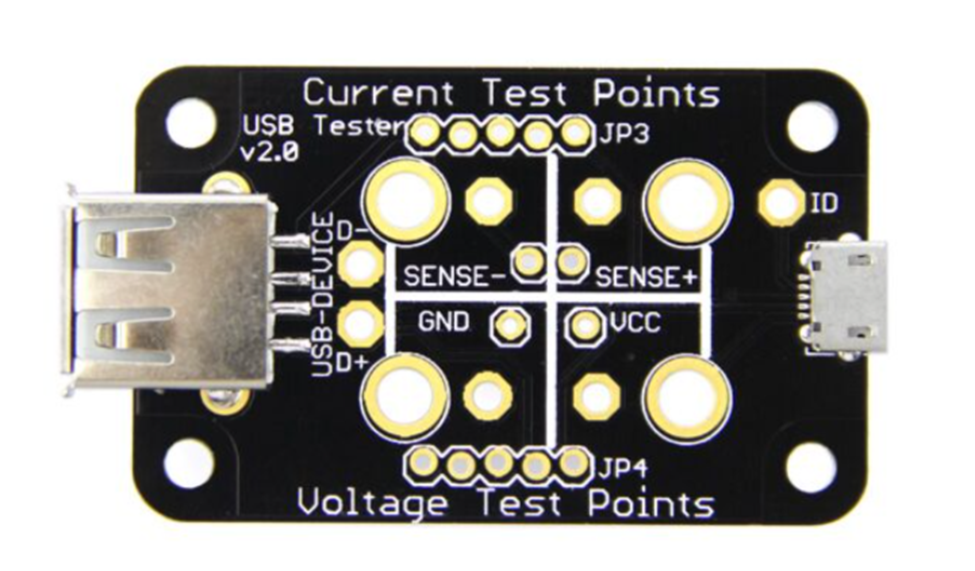 Current Test Points
USB Tester
v2.0
JP3
ID
D-
USB-DEVICE
SENSE-
SENSE+
GND
VCC
D+
JP4
Voltage Test Points